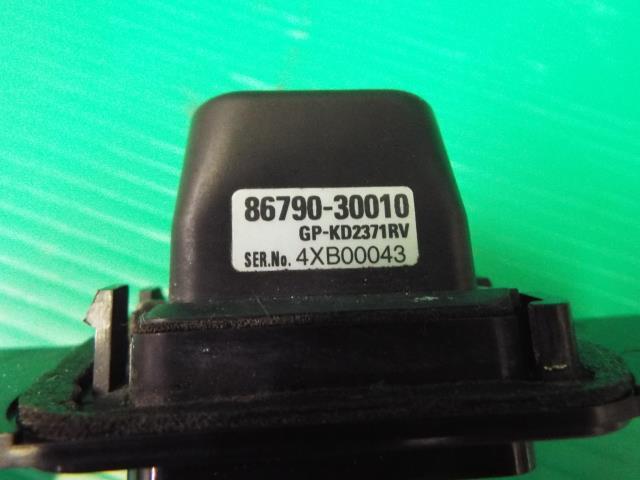 86790-30010
GP-KD2371RV
SER.No. 4XB00043